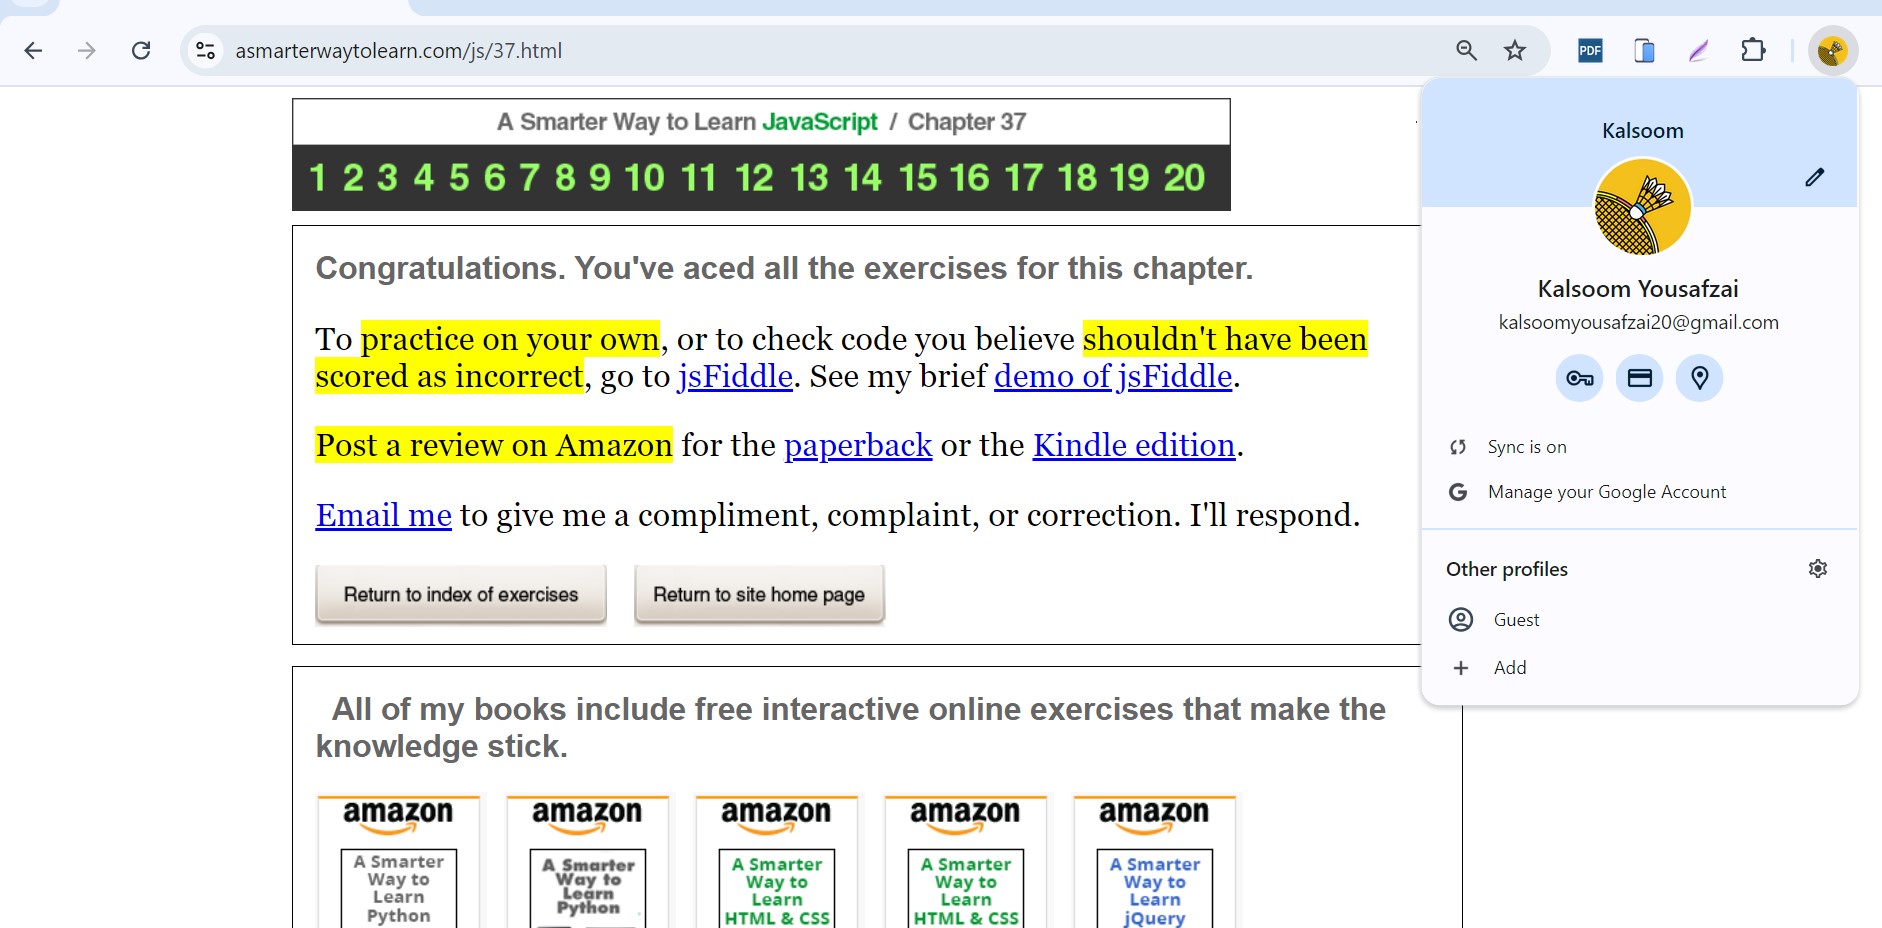 asmarterwaytolearn.com/js/37.html
PDF
A Smarter Way to Learn JavaScript / Chapter 37
1 2 3 4 5 6 7 8 9 10 11 12 13 14 15 16 17 18 19 20
Congratulations. You've aced all the exercises for this chapter.
To practice on your own, or to check code you believe shouldn't have been
scored as incorrect, go to jsFiddle. See my brief demo of jsFiddle.
Post a review on Amazon for the paperback or the Kindle edition.
Email me to give me a compliment, complaint, or correction. I'll respond.
Return to index of exercises
Return to site home page
All of my books include free interactive online exercises that make the
knowledge stick.
amazon
A Smarter
Way to
Learn
Python
amazon
A Smarter
Way to
Learn
Python
amazon
A Smarter
Way to
Learn
HTML & CSS
amazon
A Smarter
Way to
Learn
HTML & CSS
amazon
A Smarter
Way to
Learn
jQuery
Kalsoom
Kalsoom Yousafzai
kalsoomyousafzai20@gmail.com
Sync is on
G Manage your Google Account
Other profiles
Guest
Add